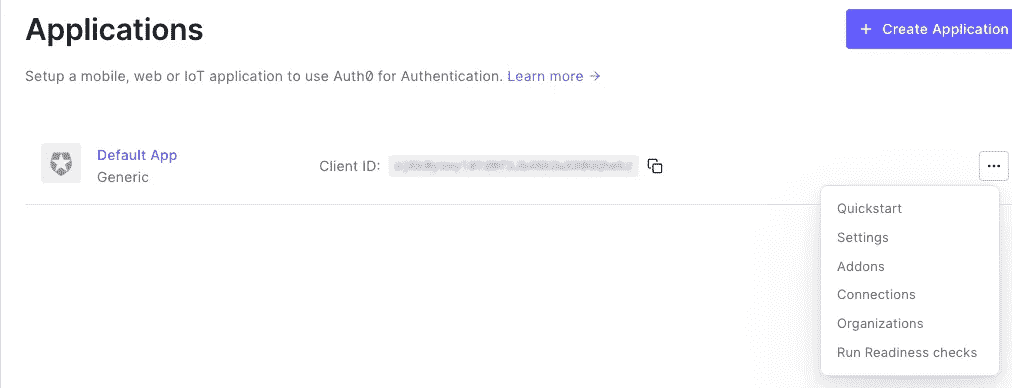 Applications
+ Create Application
Setup a mobile, web or IoT application to use Auth0 for Authentication. Learn more →
Default App
Generic
Client ID:
Quickstart
Settings
Addons
Connections
Organizations
Run Readiness checks